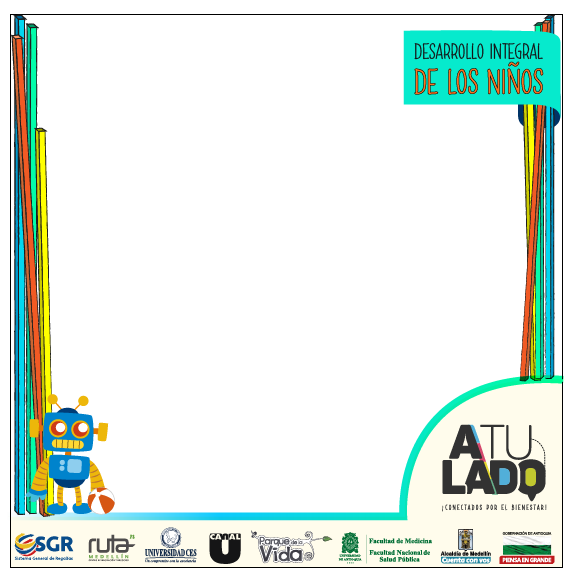 DESARROLLO INTEGRAL
DE LOS NIÑOS
A TU
LADO
¡CONECTADOS POR EL BIENESTAR!
SGR
Sistema General de Regalías
ruta n
MEDELLÍN
UNIVERSIDAD CES
Un compromiso con la excelencia
CANAL
U
Parque de la
Vida
UNIVERSIDAD
DE ANTIOQUIA
Facultad de Medicina
Facultad Nacional de
Salud Pública
Alcaldía de Medellín
Cuenta con vos
GOBERNACIÓN DE ANTIOQUIA
PIENSA EN GRANDE